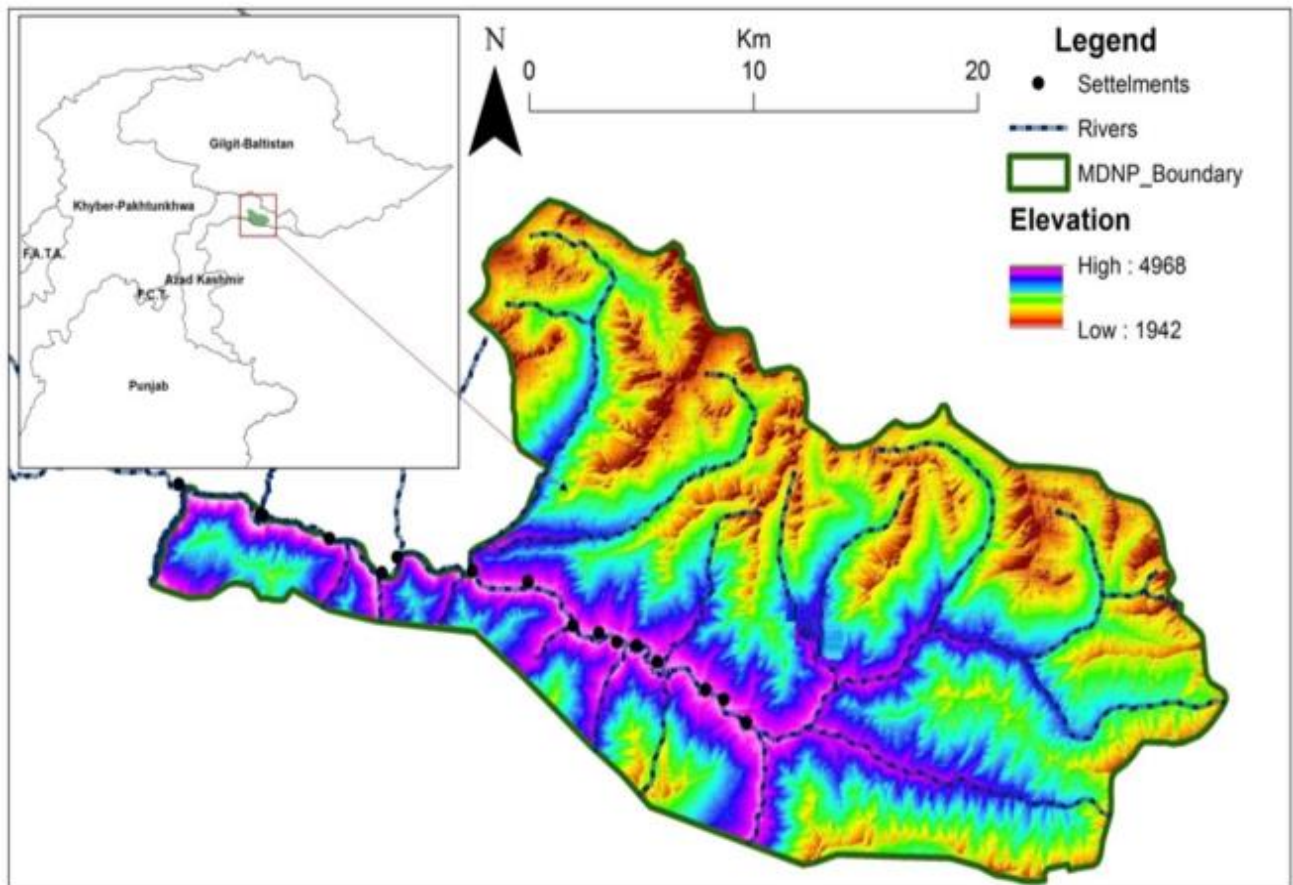 N
Km
0 10 20
Legend
Settelments
Rivers
MDNP_Boundary
Elevation
High : 4968
Low : 1942
Gilgit-Baltistan
Khyber-Pakhtunkhwa
F.A.T.A.
Azad Kashmir
F.C.T.
Punjab